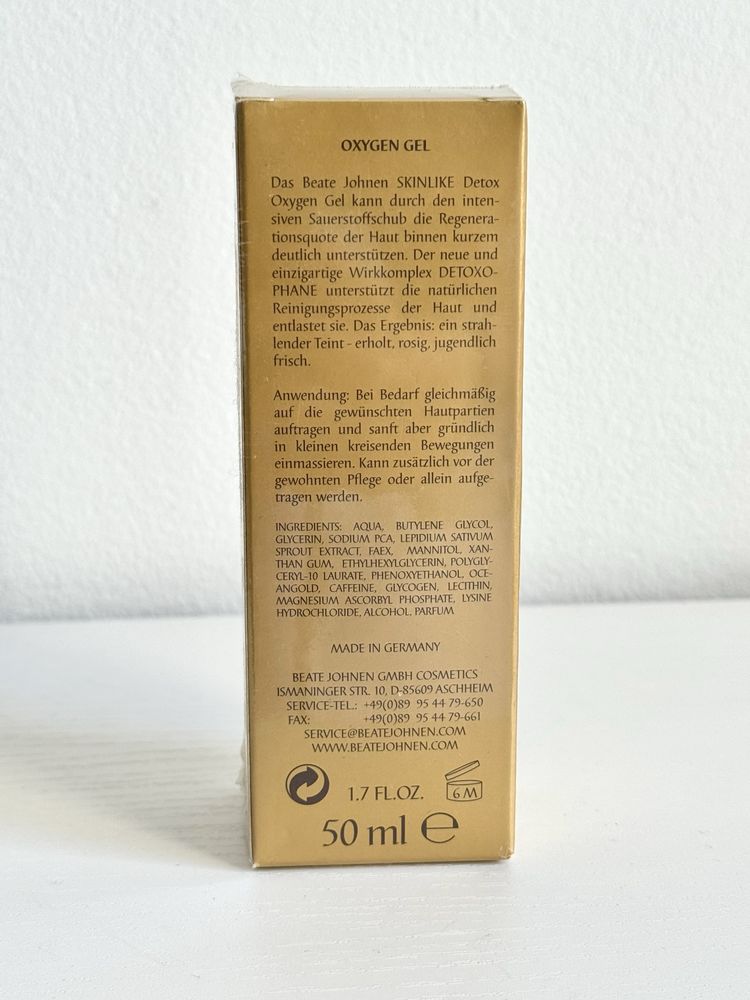 OXYGEN GEL
Das Beate Johnen SKINLIKE Detox
Oxygen Gel kann durch den inten-
siven Sauerstoffschub die Regenera-
tionsquote der Haut binnen kurzem
deutlich unterstützen. Der neue und
einzigartige Wirkkomplex DETOXO-
PHANE unterstützt die natürlichen
Reinigungsprozesse der Haut und
entlastet sie. Das Ergebnis: ein strah-
lender Teint - erholt, rosig, jugendlich
frisch.
Anwendung: Bei Bedarf gleichmäßig
auf die gewünschten Hautpartien
auftragen und sanft aber gründlich
in kleinen kreisenden Bewegungen
einmassieren. Kann zusätzlich vor der
gewohnten Pflege oder allein aufge-
tragen werden.
INGREDIENTS: AQUA, BUTYLENE GLYCOL,
GLYCERIN, SODIUM PCA, LEPIDIUM SATIVUM
SPROUT EXTRACT, FAEX, MANNITOL, XAN-
THAN GUM, ETHYLHEXYLGLYCERIN, POLYGLY-
CERYL-10 LAURATE, PHENOXYETHANOL, OCE-
ANGOLD, CAFFEINE, GLYCOGEN, LECITHIN,
MAGNESIUM ASCORBYL PHOSPHATE, LYSINE
HYDROCHLORIDE, ALCOHOL, PARFUM
MADE IN GERMANY
BEATE JOHNEN GMBH COSMETICS
ISMANINGER STR. 10, D-85609 ASCHHEIM
SERVICE-TEL.: +49(0)89 95 44 79-650
FAX: +49(0)89 95 44 79-661
SERVICE@BEATEJOHNEN.COM
WWW.BEATEJOHNEN.COM
1.7 FL.OZ. 6 M
50 ml ℮